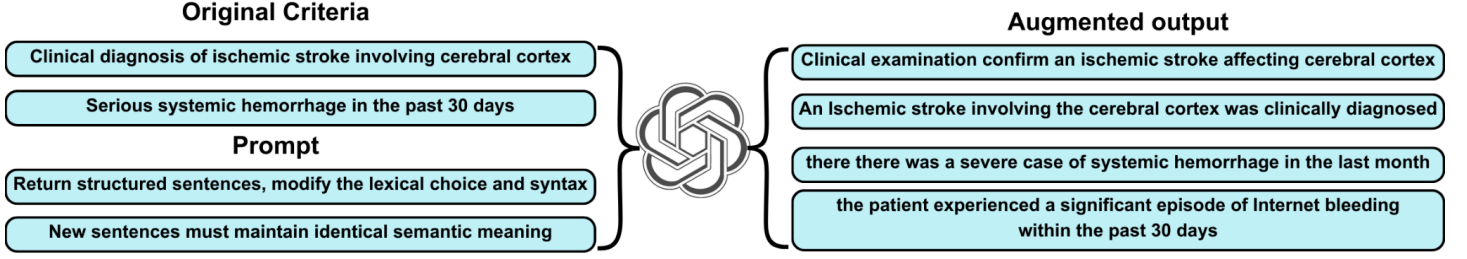 Original Criteria
Clinical diagnosis of ischemic stroke involving cerebral cortex
Serious systemic hemorrhage in the past 30 days
Prompt
Return structured sentences, modify the lexical choice and syntax
New sentences must maintain identical semantic meaning
Augmented output
Clinical examination confirm an ischemic stroke affecting cerebral cortex
An Ischemic stroke involving the cerebral cortex was clinically diagnosed
there there was a severe case of systemic hemorrhage in the last month
the patient experienced a significant episode of Internet bleeding
within the past 30 days